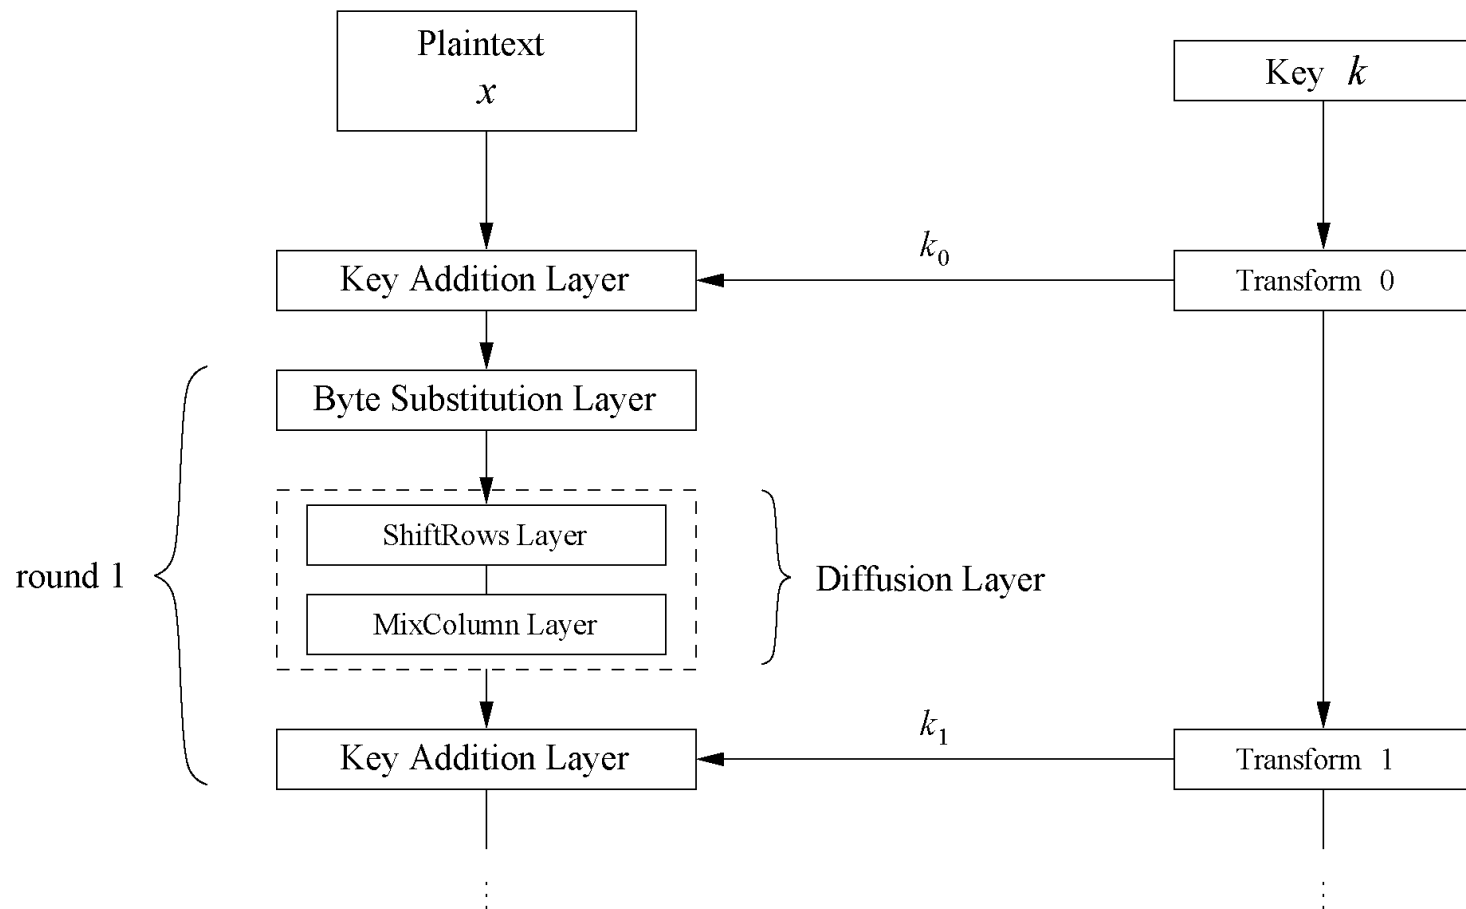 Plaintext
x
Key k
k0
Key Addition Layer
Transform 0
Byte Substitution Layer
ShiftRows Layer
round 1
Diffusion Layer
MixColumn Layer
k1
Key Addition Layer
Transform 1